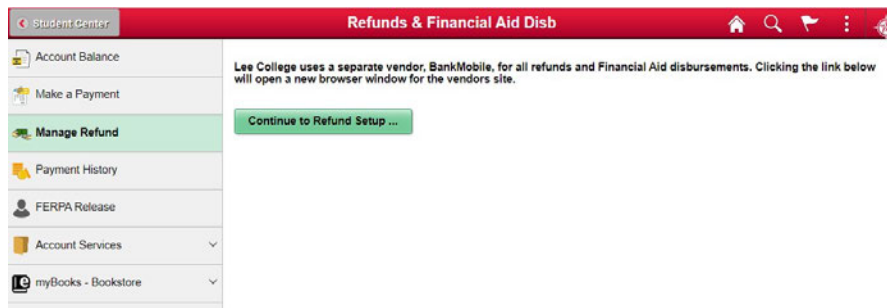 Student Center
Refunds & Financial Aid Disb
Account Balance
Make a Payment
Manage Refund
Payment History
FERPA Release
Account Services
myBooks - Bookstore
Lee College uses a separate vendor, BankMobile, for all refunds and Financial Aid disbursements. Clicking the link below
will open a new browser window for the vendors site.
Continue to Refund Setup ...